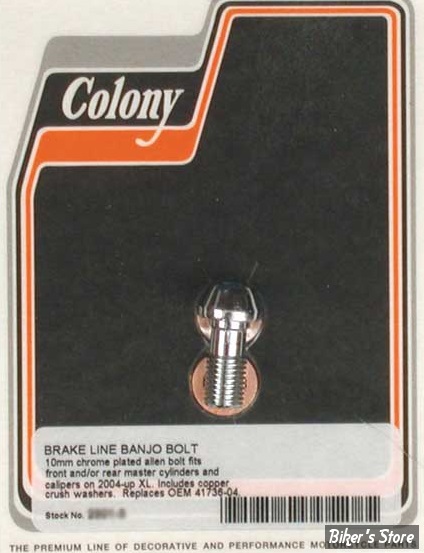 Colony
BRAKE LINE BANJO BOLT
10mm chrome plated allen bolt fits
front and/or rear master cylinders and
calipers on 2004-up XL. Includes copper
crush washers. Replaces OEM 41736-04.
Stock No.
THE PREMIUM LINE OF DECORATIVE AND PERFORMANCE
Biker's Store